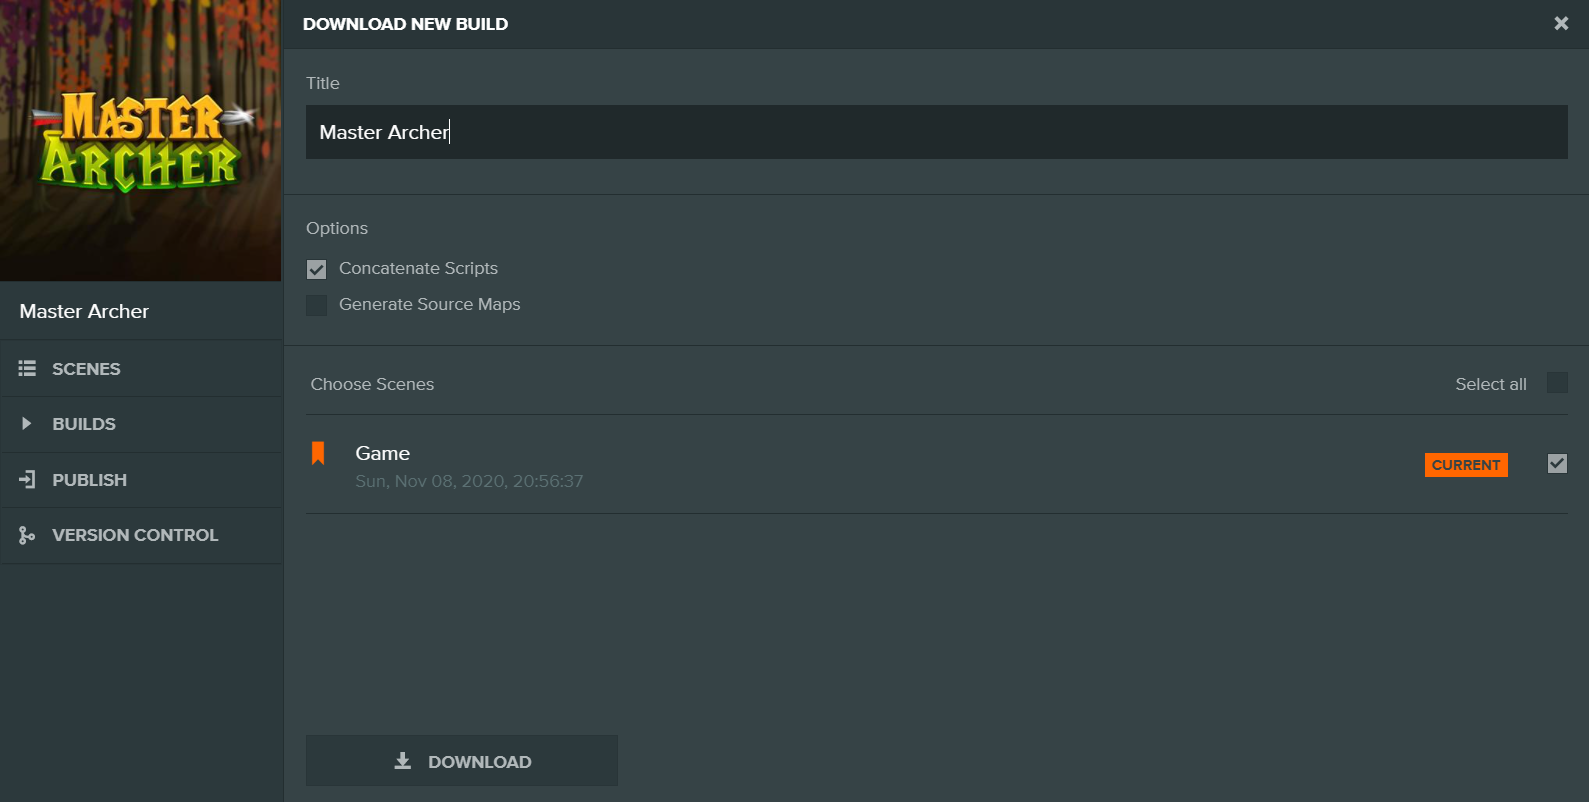 MASTER
ARCHER
Master Archer
SCENES
BUILDS
PUBLISH
VERSION CONTROL
DOWNLOAD NEW BUILD
Title
Master Archer
Options
Concatenate Scripts
Generate Source Maps
Choose Scenes
Select all
Game
Sun, Nov 08, 2020, 20:56:37
CURRENT
DOWNLOAD